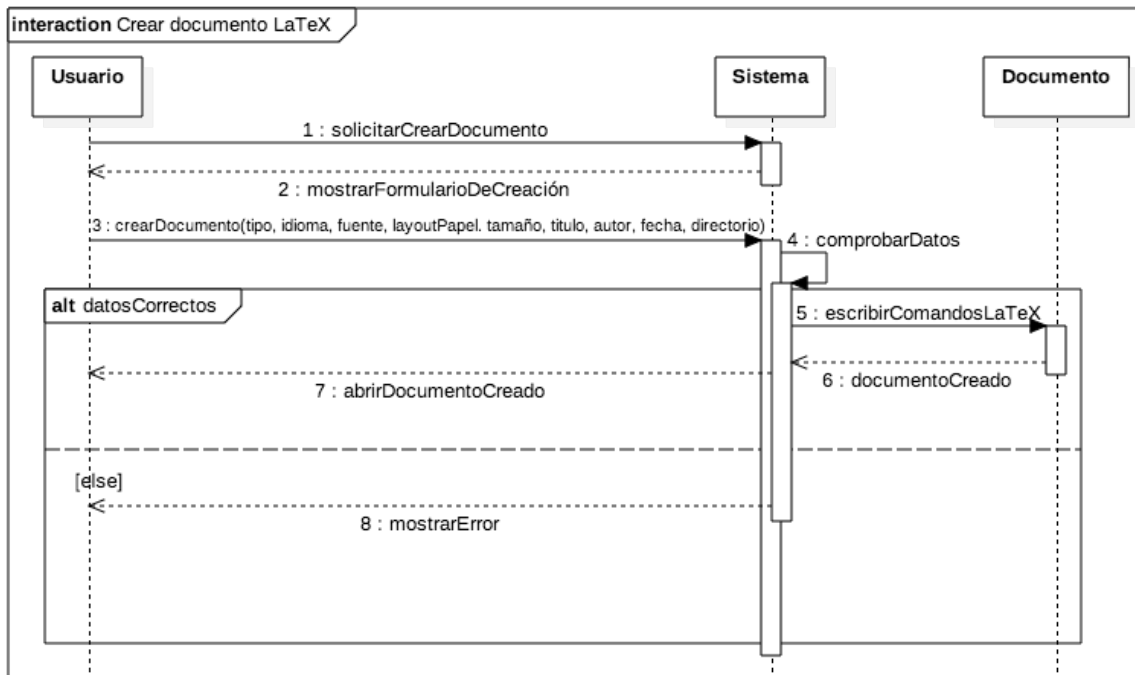 interaction Crear documento LaTeX
Usuario
Sistema
Documento
1 : solicitarCrearDocumento
2 : mostrarFormularioDeCreación
3 : crearDocumento(tipo, idioma, fuente, layoutPapel. tamaño, titulo, autor, fecha, directorio)
4 : comprobarDatos
alt datosCorrectos
5 : escribirComandosLaTeX
6 : documentoCreado
7 : abrirDocumentoCreado
[else]
8 : mostrarError